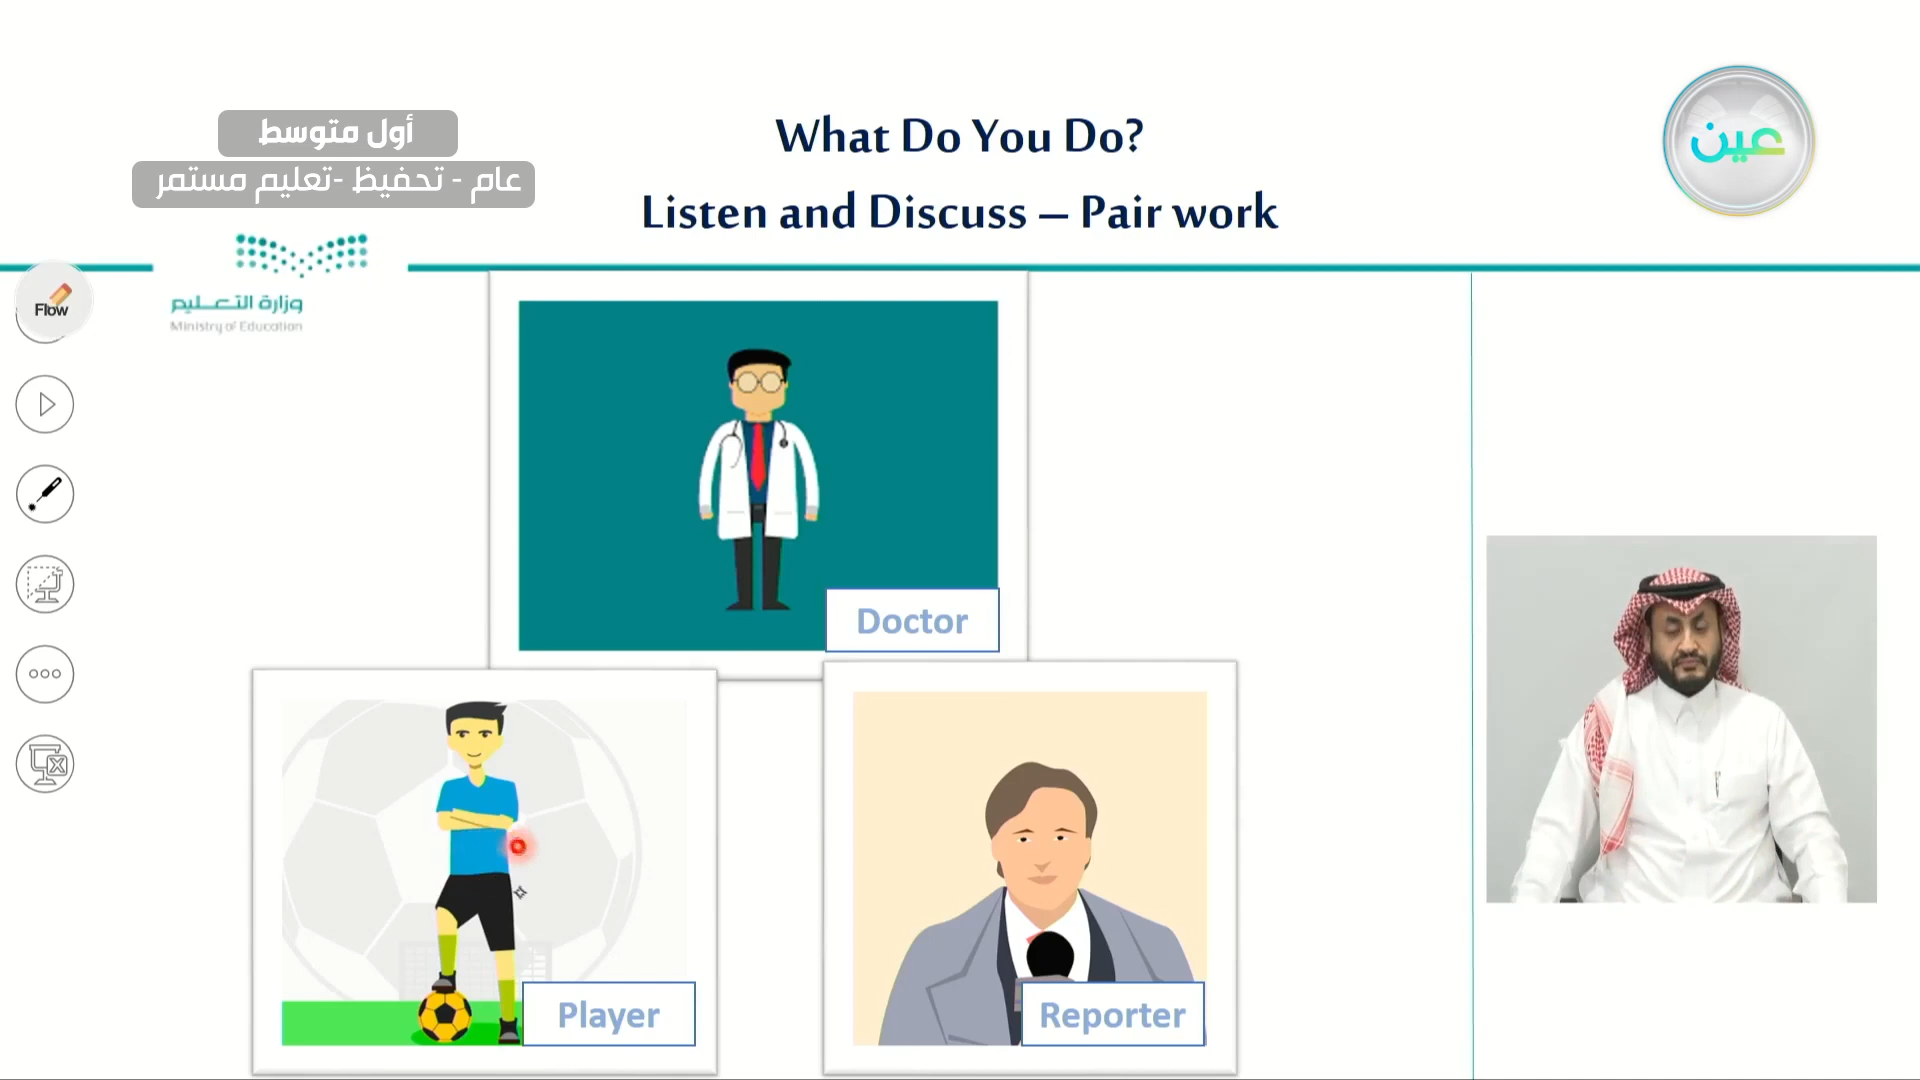 أول متوسط
عام - تحفيظ -تعليم مستمر
What Do You Do?
Listen and Discuss – Pair work
عين
وزارة التعليم
Ministry of Education
Flow
Doctor
Player
Reporter